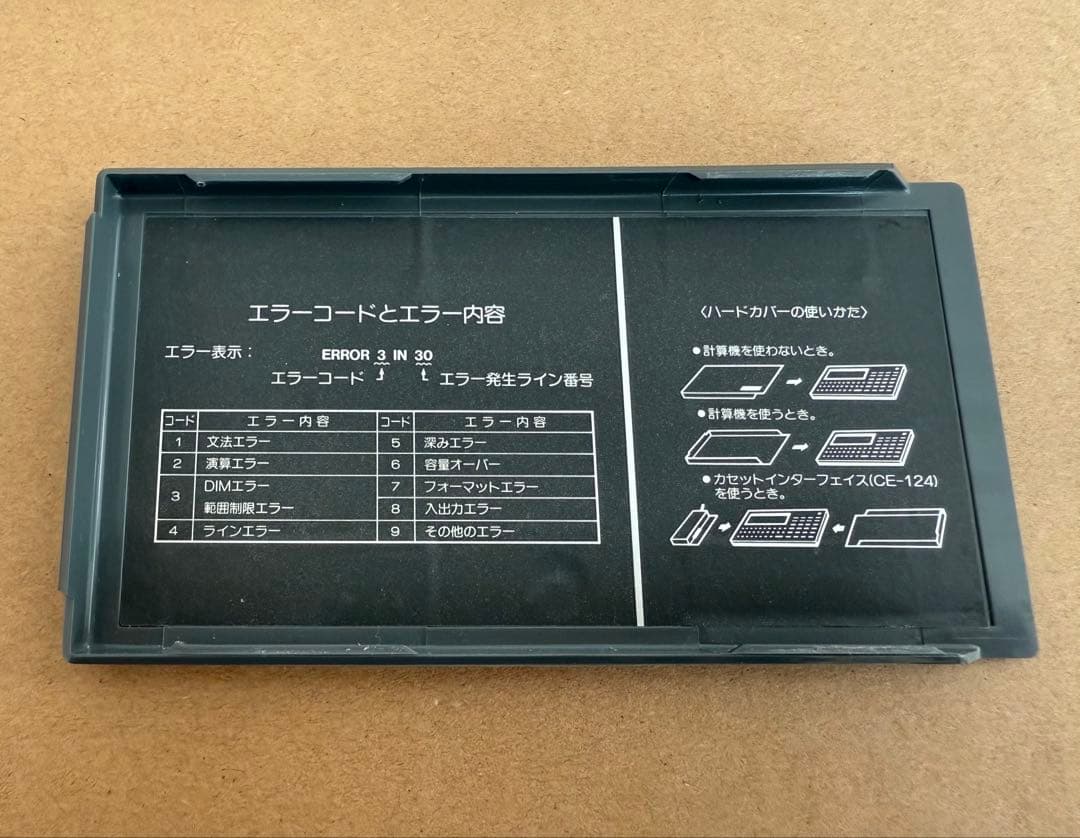 エラーコードとエラー内容
エラー表示：　ERROR 3 IN 30
エラーコード　エラー発生ライン番号
コード　エラー内容　コード　エラー内容
1　文法エラー　5　深みエラー
2　演算エラー　6　容量オーバー
3　DIMエラー　7　フォーマットエラー
範囲制限エラー　8　入出力エラー
4　ラインエラー　9　その他のエラー
〈ハードカバーの使いかた〉
●計算機を使わないとき。
●計算機を使うとき。
●カセットインターフェイス(CE-124)
を使うとき。